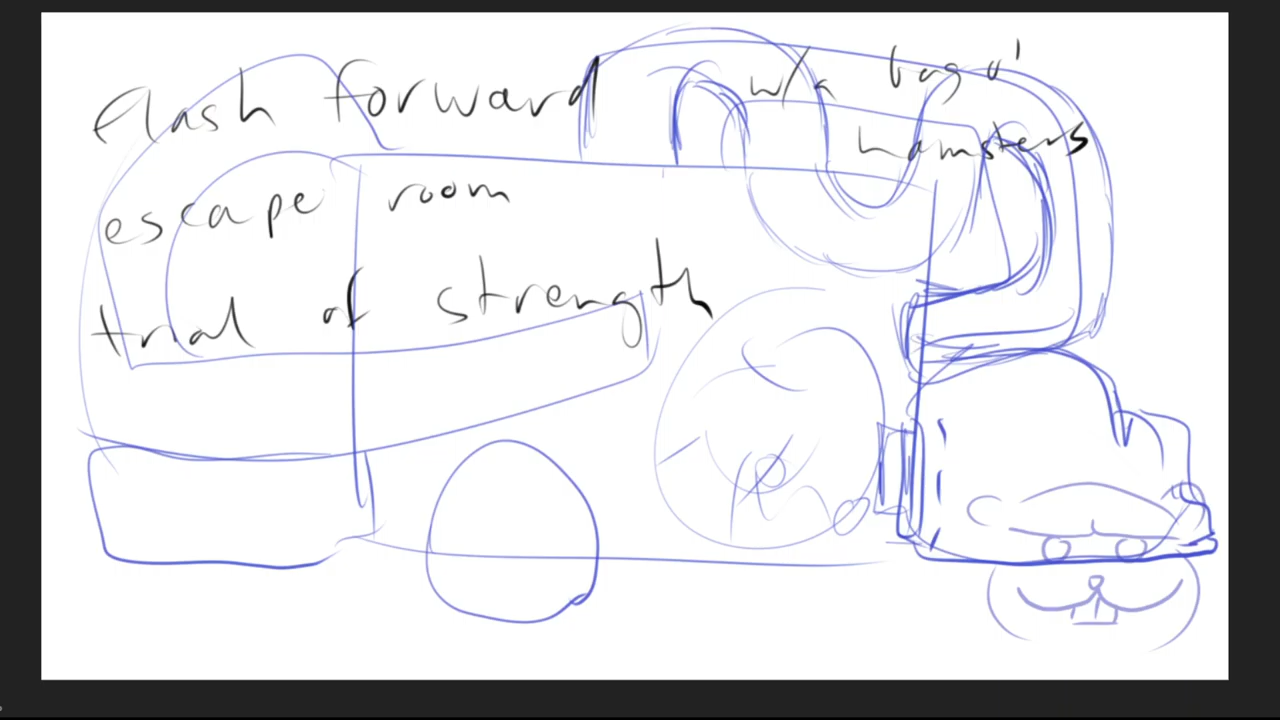 flash forward w/a bag o'
hamsters
escape room
trial of strength